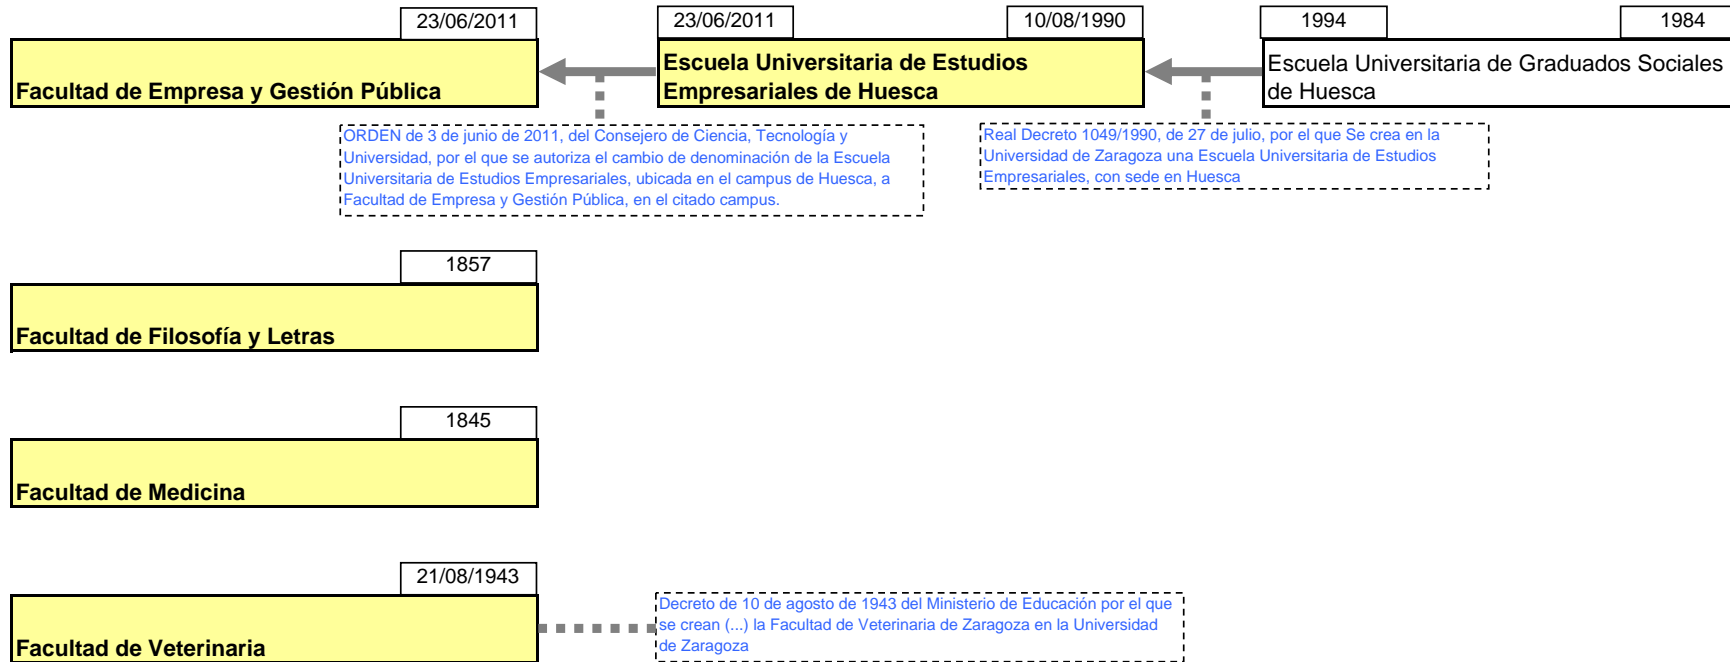 23/06/2011
23/06/2011
10/08/1990
1994
1984
Facultad de Empresa y Gestión Pública
Escuela Universitaria de Estudios
Empresariales de Huesca
Escuela Universitaria de Graduados Sociales
de Huesca
ORDEN de 3 de junio de 2011, del Consejero de Ciencia, Tecnología y
Universidad, por el que se autoriza el cambio de denominación de la Escuela
Universitaria de Estudios Empresariales, ubicada en el campus de Huesca, a
Facultad de Empresa y Gestión Pública, en el citado campus.
Real Decreto 1049/1990, de 27 de julio, por el que Se crea en la
Universidad de Zaragoza una Escuela Universitaria de Estudios
Empresariales, con sede en Huesca
1857
Facultad de Filosofía y Letras
1845
Facultad de Medicina
21/08/1943
Facultad de Veterinaria
Decreto de 10 de agosto de 1943 del Ministerio de Educación por el que
se crean (...) la Facultad de Veterinaria de Zaragoza en la Universidad
de Zaragoza